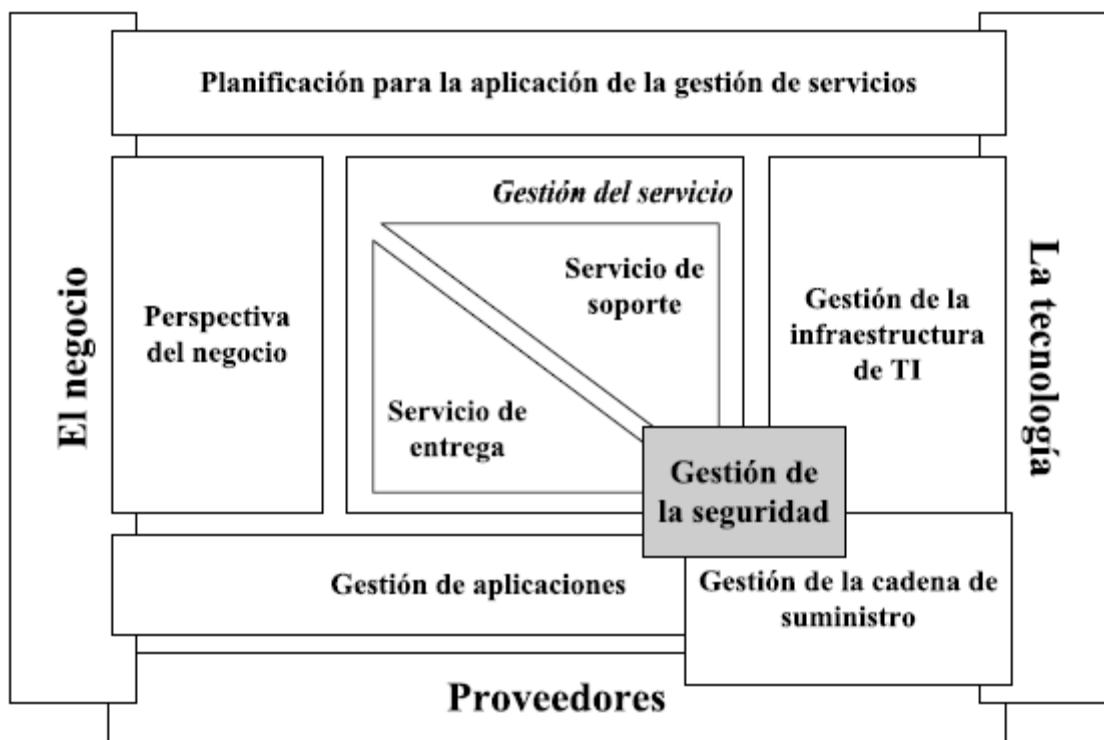 Planificación para la aplicación de la gestión de servicios
El negocio
Perspectiva
del negocio
Gestión del servicio
Servicio de
soporte
Servicio de
entrega
Gestión de la
infraestructura
de TI
La tecnología
Gestión de
la seguridad
Gestión de aplicaciones
Gestión de la cadena de
suministro
Proveedores